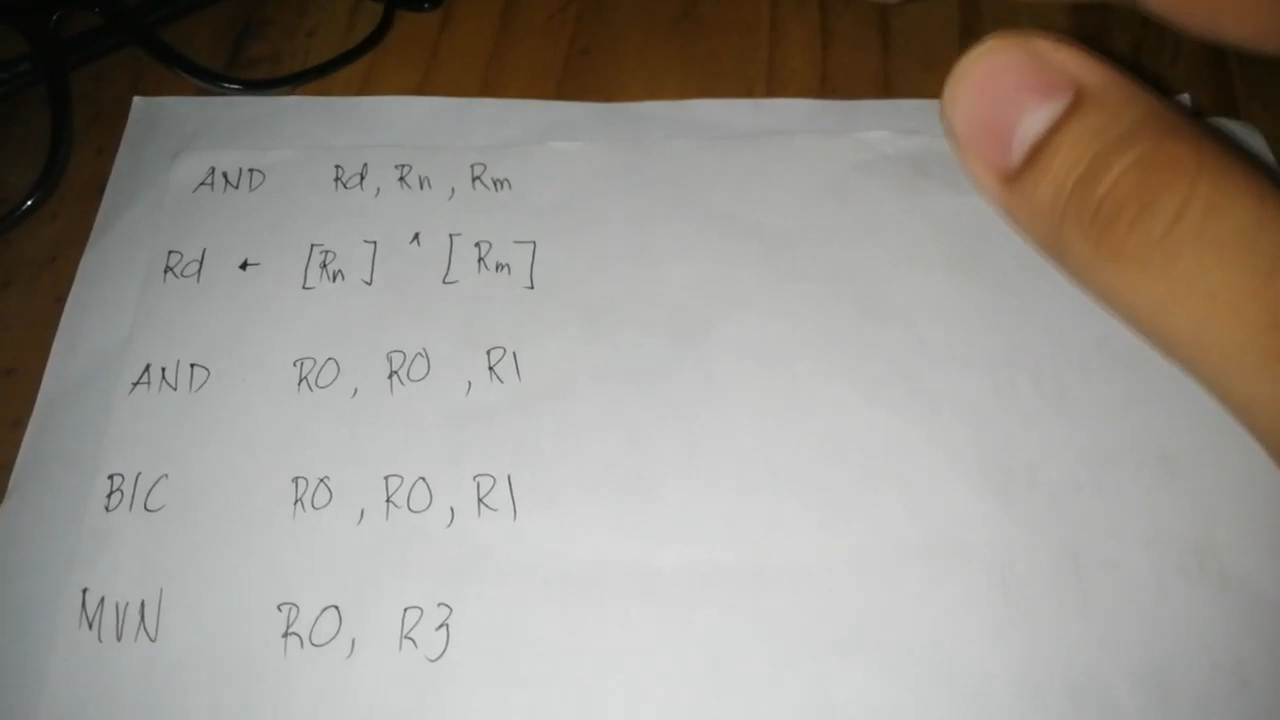 AND Rd, Rn, Rm
Rd ← [Rn] ^ [Rm]
AND R0, R0, R1
BIC R0, R0, R1
MVN R0, R3